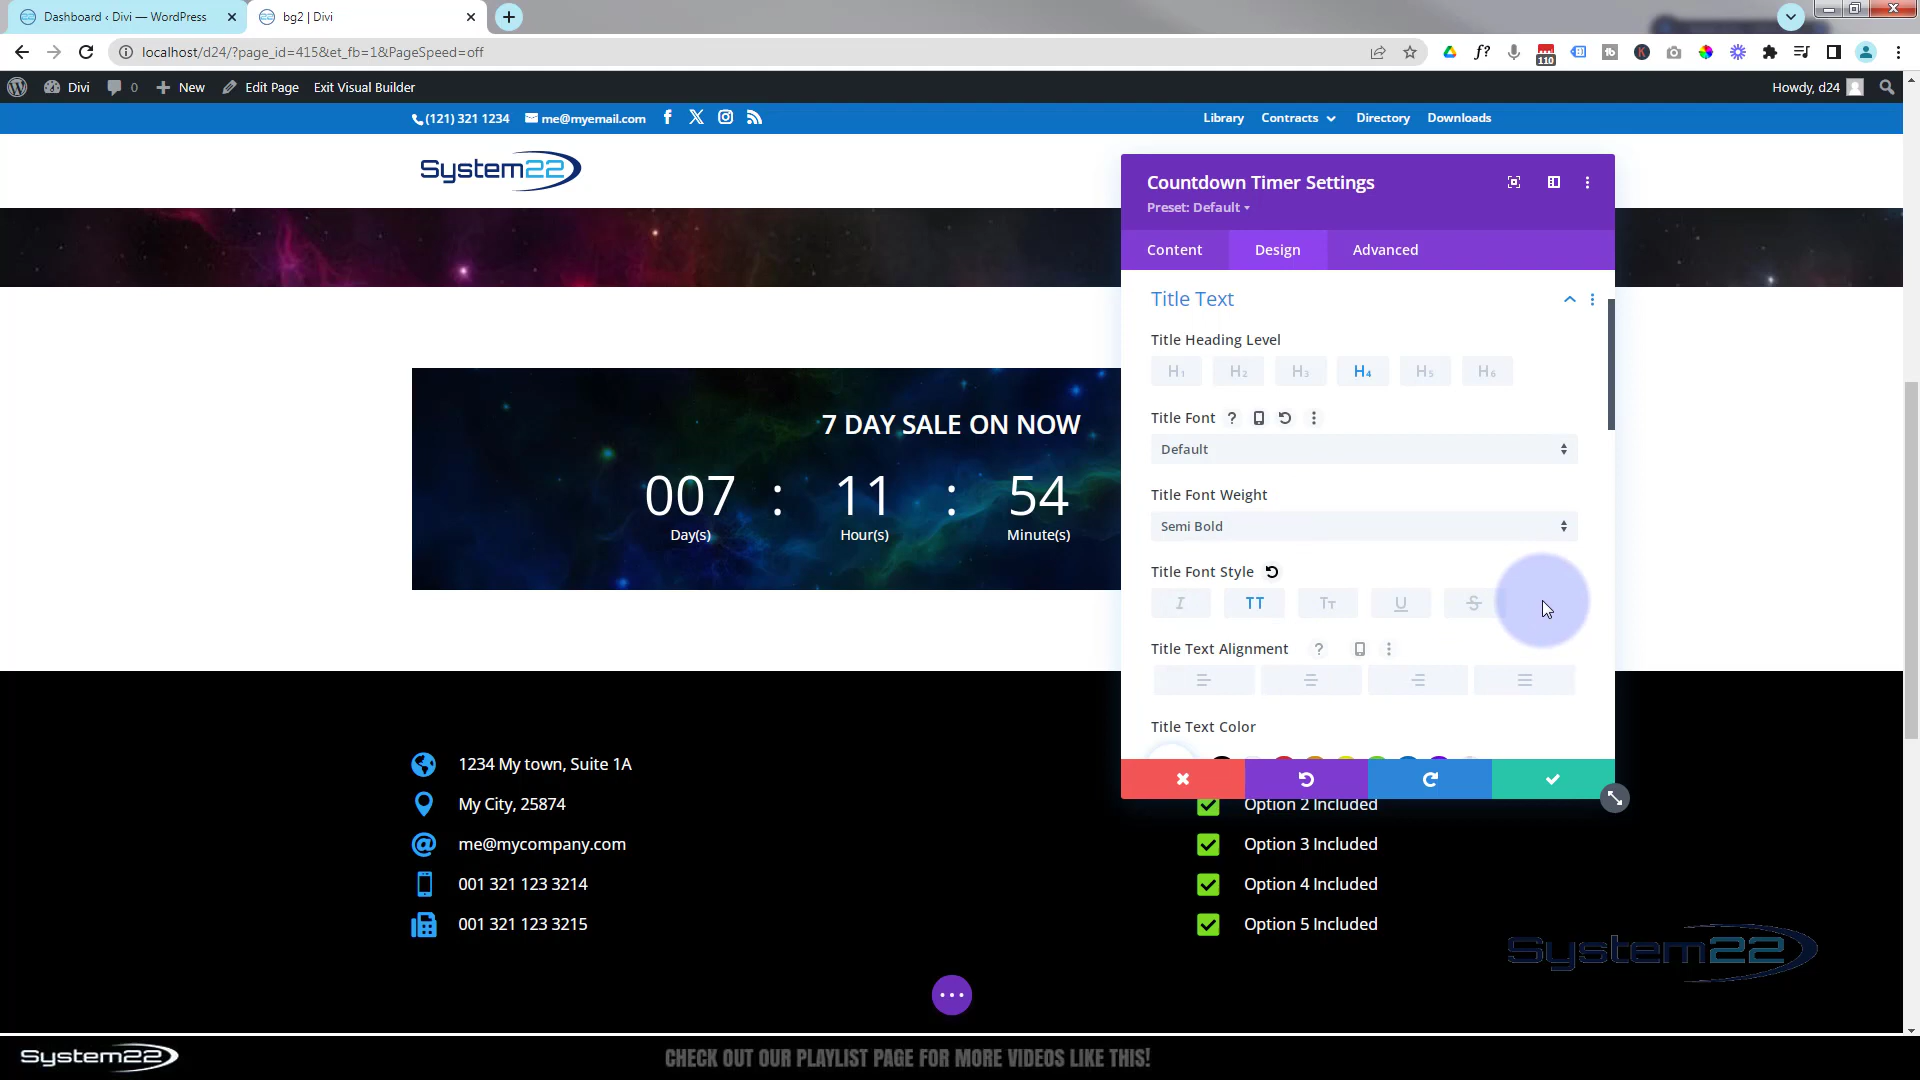 Dashboard ‹ Divi — WordPress
bg2 | Divi
localhost/d24/?page_id=415&et_fb=1&PageSpeed=off
f?
110
Divi
0
New
Edit Page
Exit Visual Builder
Howdy, d24
(121) 321 1234
me@myemail.com
Library
Contracts
Directory
Downloads
System22
Countdown Timer Settings
Preset: Default
Content
Design
Advanced
Title Text
Title Heading Level
H1
H2
H3
H4
H5
H6
Title Font
Default
Title Font Weight
Semi Bold
Title Font Style
I
TT
Tт
U
S
Title Text Alignment
Title Text Color
7 DAY SALE ON NOW
007 : 11 : 54
Day(s)
Hour(s)
Minute(s)
1234 My town, Suite 1A
My City, 25874
me@mycompany.com
001 321 123 3214
001 321 123 3215
Option 2 Included
Option 3 Included
Option 4 Included
Option 5 Included
System22
System22
CHECK OUT OUR PLAYLIST PAGE FOR MORE VIDEOS LIKE THIS!